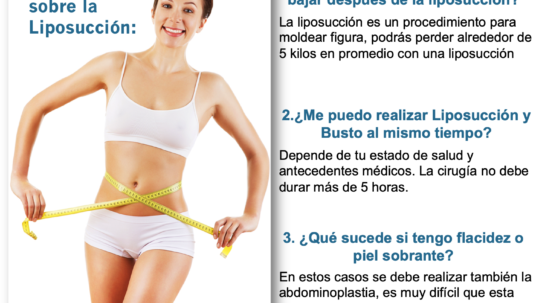 sobre la
Liposucción:
bajar después de la liposucción?
La liposucción es un procedimiento para
moldear figura, podrás perder alrededor de
5 kilos en promedio con una liposucción
2.¿Me puedo realizar Liposucción y
Busto al mismo tiempo?
Depende de tu estado de salud y
antecedentes médicos. La cirugía no debe
durar más de 5 horas.
3. ¿Qué sucede si tengo flacidez o
piel sobrante?
En estos casos se debe realizar también la
abdominoplastia, es muy difícil que esta